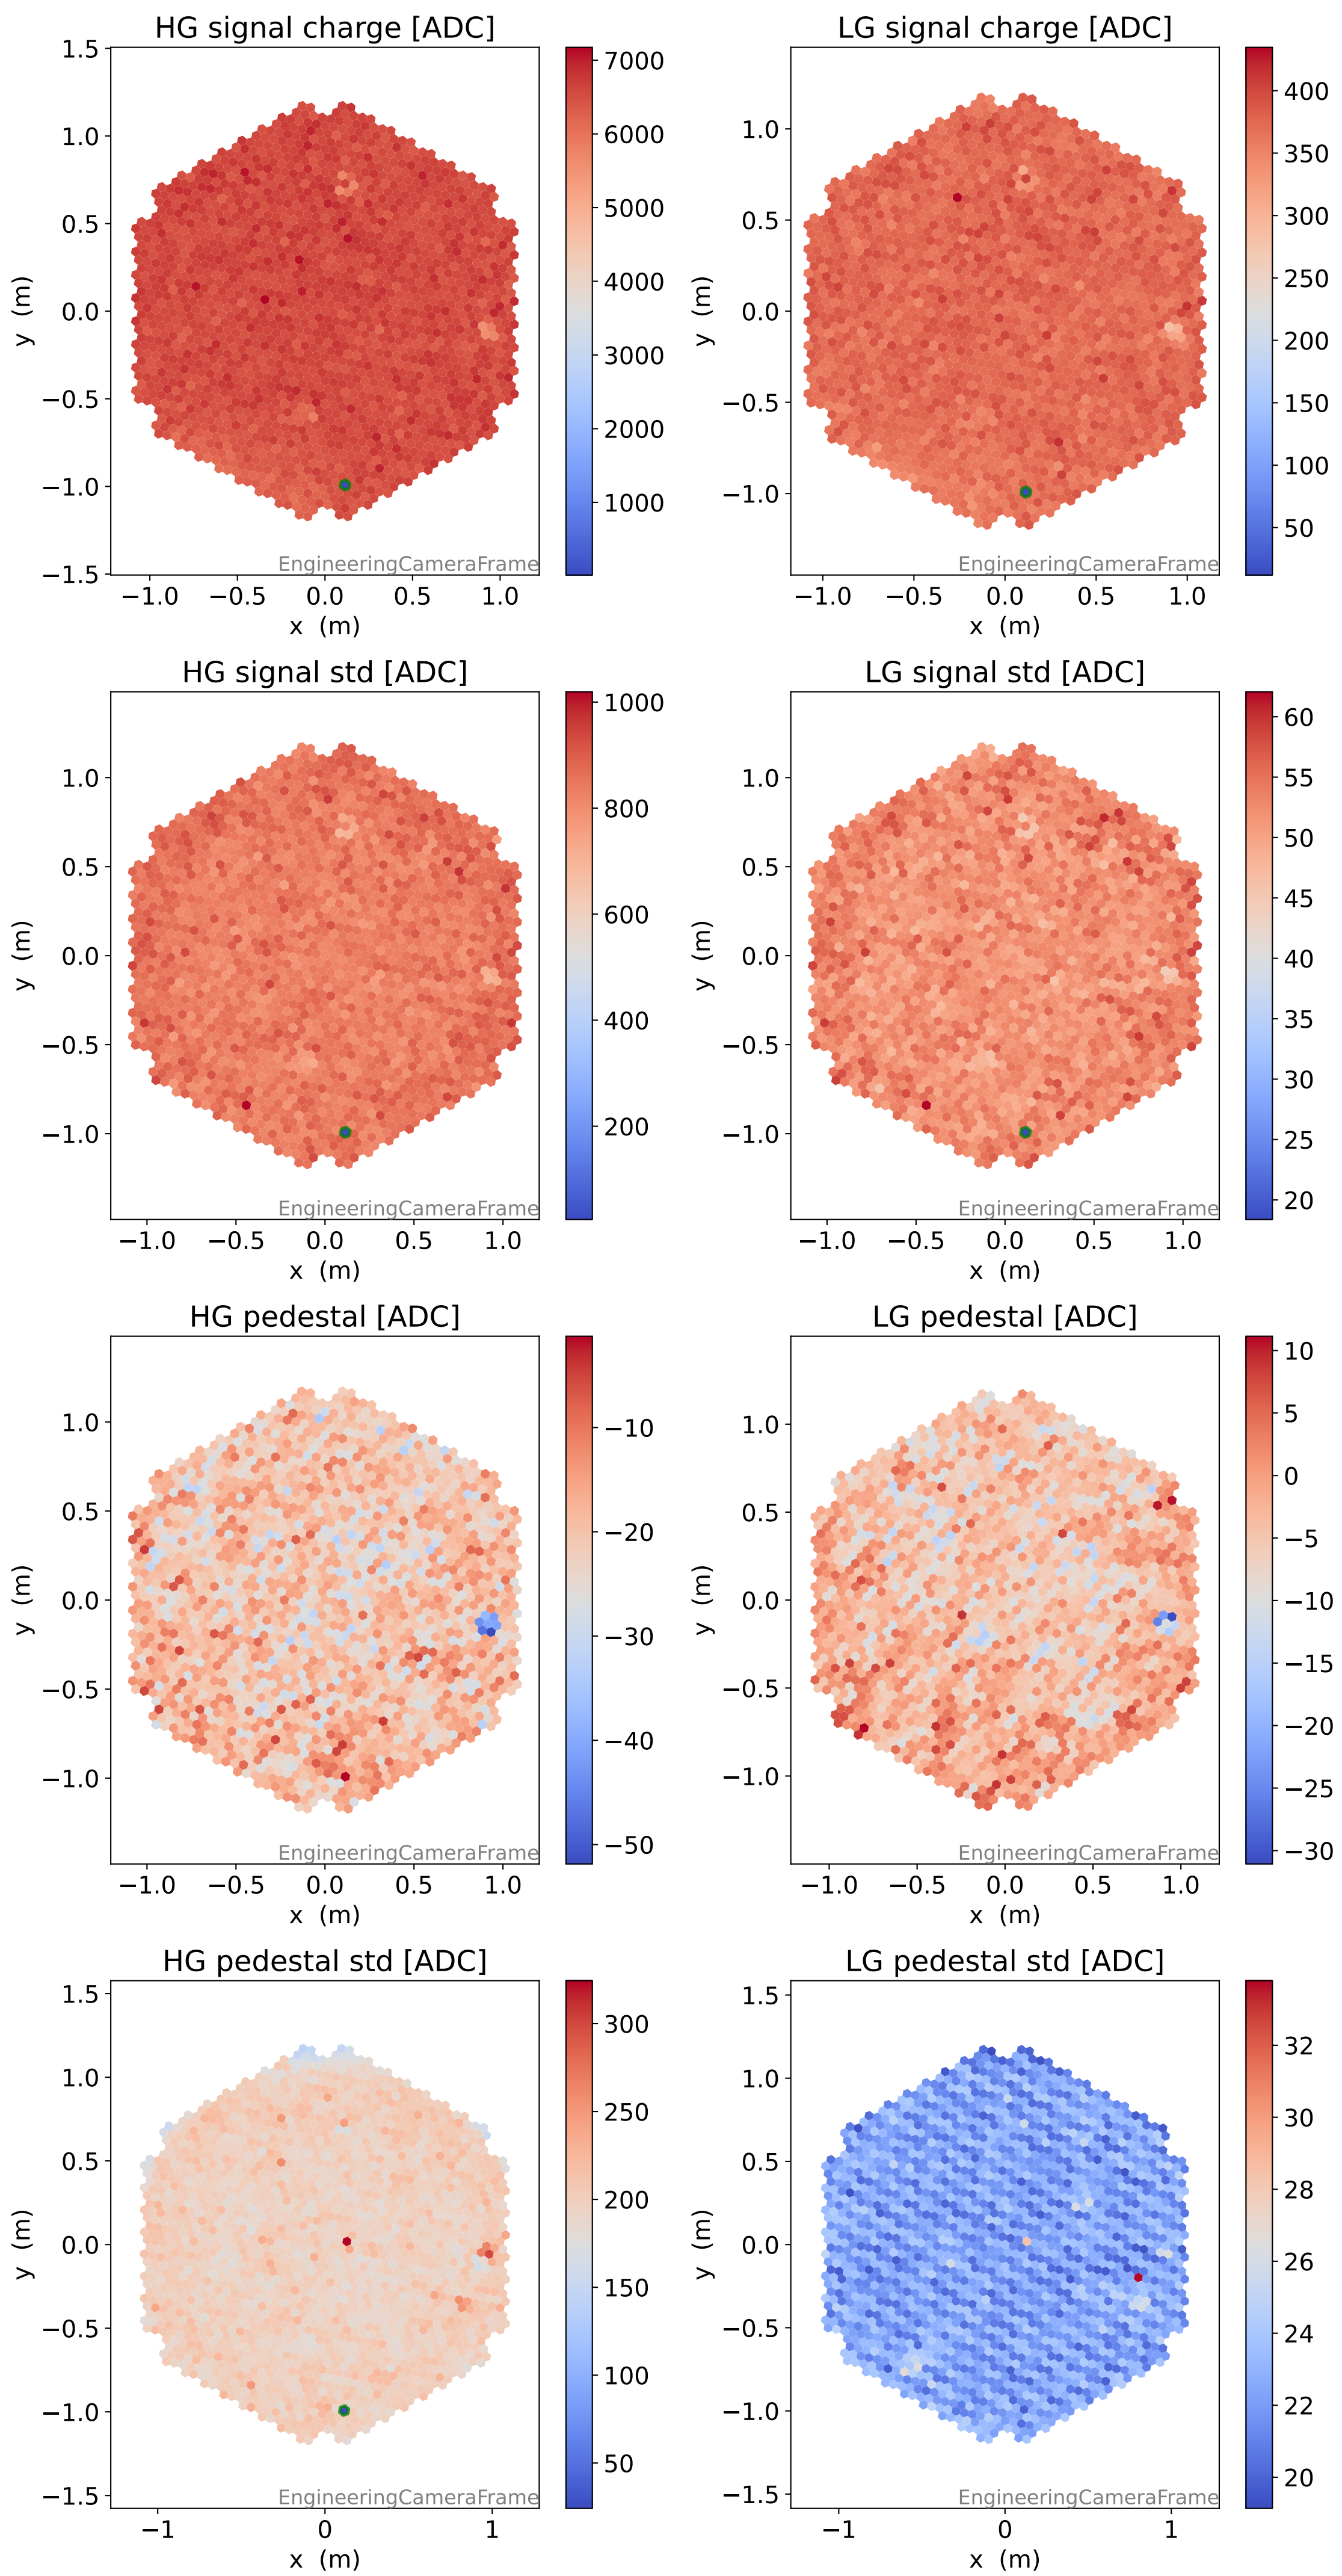 HG signal charge [ADC]
1.5
1.0
0.5
0.0
−0.5
−1.0
−1.5
y (m)
−1.0 −0.5 0.0 0.5 1.0
x (m)
EngineeringCameraFrame
7000
6000
5000
4000
3000
2000
1000
LG signal charge [ADC]
1.0
0.5
0.0
−0.5
−1.0
y (m)
−1.0 −0.5 0.0 0.5 1.0
x (m)
EngineeringCameraFrame
400
350
300
250
200
150
100
50
HG signal std [ADC]
1.0
0.5
0.0
−0.5
−1.0
y (m)
−1.0 −0.5 0.0 0.5 1.0
x (m)
EngineeringCameraFrame
1000
800
600
400
200
LG signal std [ADC]
1.0
0.5
0.0
−0.5
−1.0
y (m)
−1.0 −0.5 0.0 0.5 1.0
x (m)
EngineeringCameraFrame
60
55
50
45
40
35
30
25
20
HG pedestal [ADC]
1.0
0.5
0.0
−0.5
−1.0
y (m)
−1.0 −0.5 0.0 0.5 1.0
x (m)
EngineeringCameraFrame
−10
−20
−30
−40
−50
LG pedestal [ADC]
1.0
0.5
0.0
−0.5
−1.0
y (m)
−1.0 −0.5 0.0 0.5 1.0
x (m)
EngineeringCameraFrame
10
5
0
−5
−10
−15
−20
−25
−30
HG pedestal std [ADC]
1.5
1.0
0.5
0.0
−0.5
−1.0
−1.5
y (m)
−1 0 1
x (m)
EngineeringCameraFrame
300
250
200
150
100
50
LG pedestal std [ADC]
1.5
1.0
0.5
0.0
−0.5
−1.0
−1.5
y (m)
−1 0 1
x (m)
EngineeringCameraFrame
32
30
28
26
24
22
20